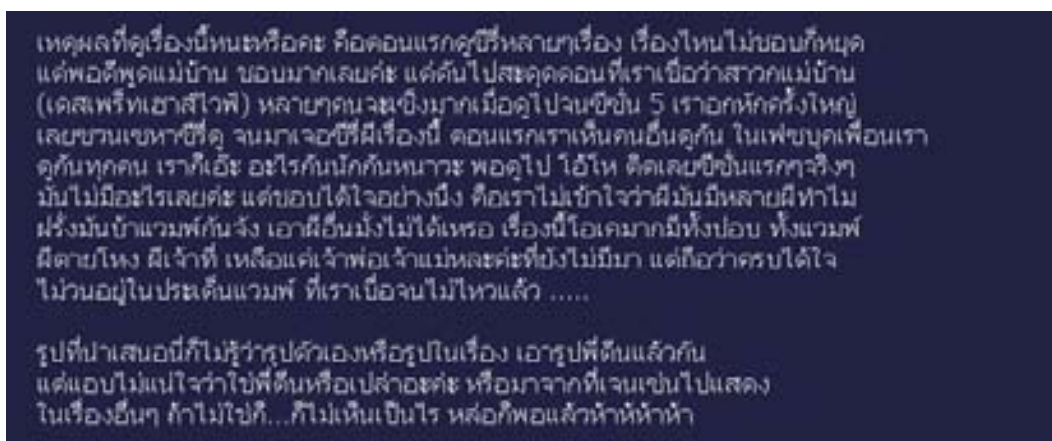 เหตุผลที่ดูเรื่องนี้หนะหรือคะ คือตอนแรกดูซีรี่หลายๆเรื่อง เรื่องไหนไม่ชอบก็หยุด
แต่พอดีพูดแม่บ้าน ชอบมากเลยค่ะ แต่ดันไปสะดุดตอนที่เราเชื่อว่าสาวกแม่บ้าน
(เดสเพร็ทเฮาส์ไวฟ์) หลายๆคนจะเซ็งมากเมื่อดูไปจนซีซั่น 5 เราอกหักครั้งใหญ่
เลยขวนเขหาซีรี่ดู จนมาเจอซีรี่ผีเรื่องนี้ ตอนแรกเราเห็นคนอื่นดูกัน ในเฟซบุคเพื่อนเรา
ดูกันทุกคน เราก็เอ๊ะ อะไรกันนักกันหนาวะ พอดูไป โอ้โห ติดเลยซีซั่นแรกๆจริงๆ
มันไม่มีอะไรเลยค่ะ แต่ชอบได้ใจอย่างนึง คือเราไม่เข้าใจว่าผีมันมีหลายผีทำไม
ฝรั่งมันบ้าแวมพ์กันจัง เอาผีอื่นมั่งไม่ได้เหรอ เรื่องนี้โอเคมากมีทั้งปอบ ทั้งแวมพ์
ผีตายโหง ผีเจ้าที่ เหลือแค่เจ้าพ่อเจ้าแม่หละค่ะที่ยังไม่มีมา แต่ถือว่าครบได้ใจ
ไม่วนอยู่ในประเด็นแวมพ์ ที่เราเบื่อจนไม่ไหวแล้ว .....
รูปที่นำเสนอนี่ก็ไม่รู้ว่ารูปตัวเองหรือรูปในเรื่อง เอารูปพี่ดีนแล้วกัน
แต่แอบไม่แน่ใจว่าใช่พี่ดีนหรือเปล่าอะค่ะ หรือมาจากที่เจนเซ่นไปแสดง
ในเรื่องอื่นๆ ถ้าไม่ใช่ก็...ก็ไม่เห็นเป็นไร หล่อก็พอแล้วห้าห้ห้าห้า